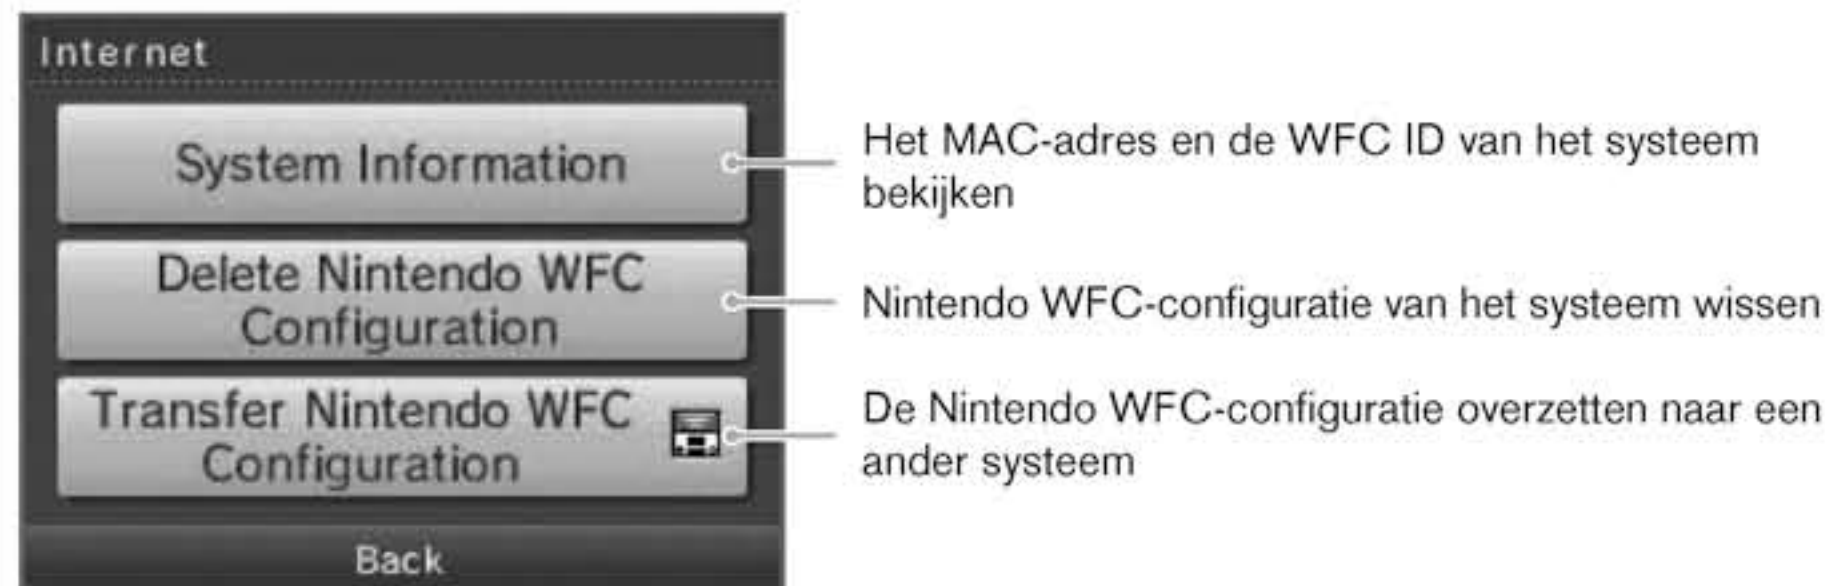 Internet
System Information
Het MAC-adres en de WFC ID van het systeem
bekijken
Delete Nintendo WFC
Configuration
Nintendo WFC-configuratie van het systeem wissen
Transfer Nintendo WFC
Configuration
De Nintendo WFC-configuratie overzetten naar een
ander systeem
Back